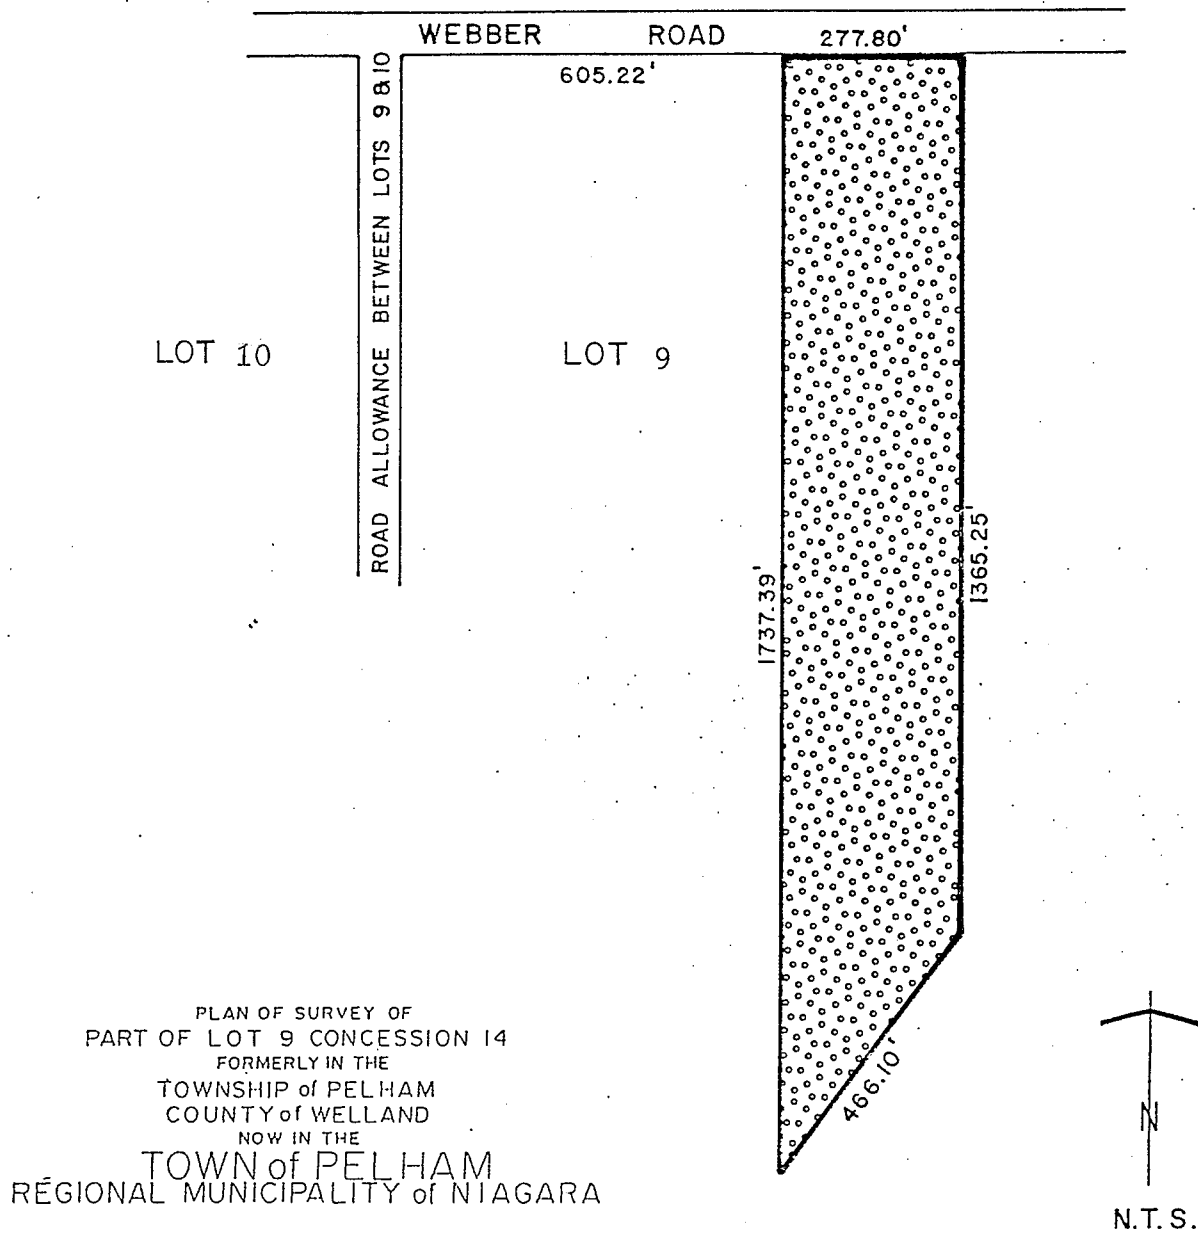 WEBBER ROAD
277.80'
605.22'
ROAD ALLOWANCE BETWEEN LOTS 9 & 10
LOT 10
LOT 9
1737.39'
1365.25'
466.10'
PLAN OF SURVEY OF
PART OF LOT 9 CONCESSION 14
FORMERLY IN THE
TOWNSHIP of PELHAM
COUNTY of WELLAND
NOW IN THE
TOWN of PELHAM
REGIONAL MUNICIPALITY of NIAGARA
N
N.T.S.